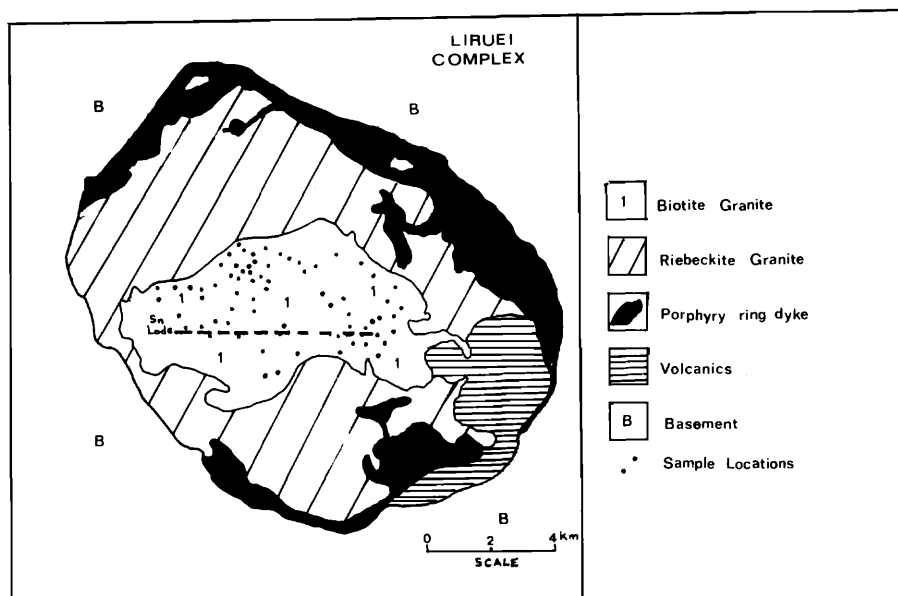 LIRUEI
COMPLEX
B
B
1
1
1
Sn
Lode
1
1
B
B
0 2 4 km
SCALE
1 Biotite Granite
Riebeckite Granite
Porphyry ring dyke
Volcanics
B Basement
Sample Locations